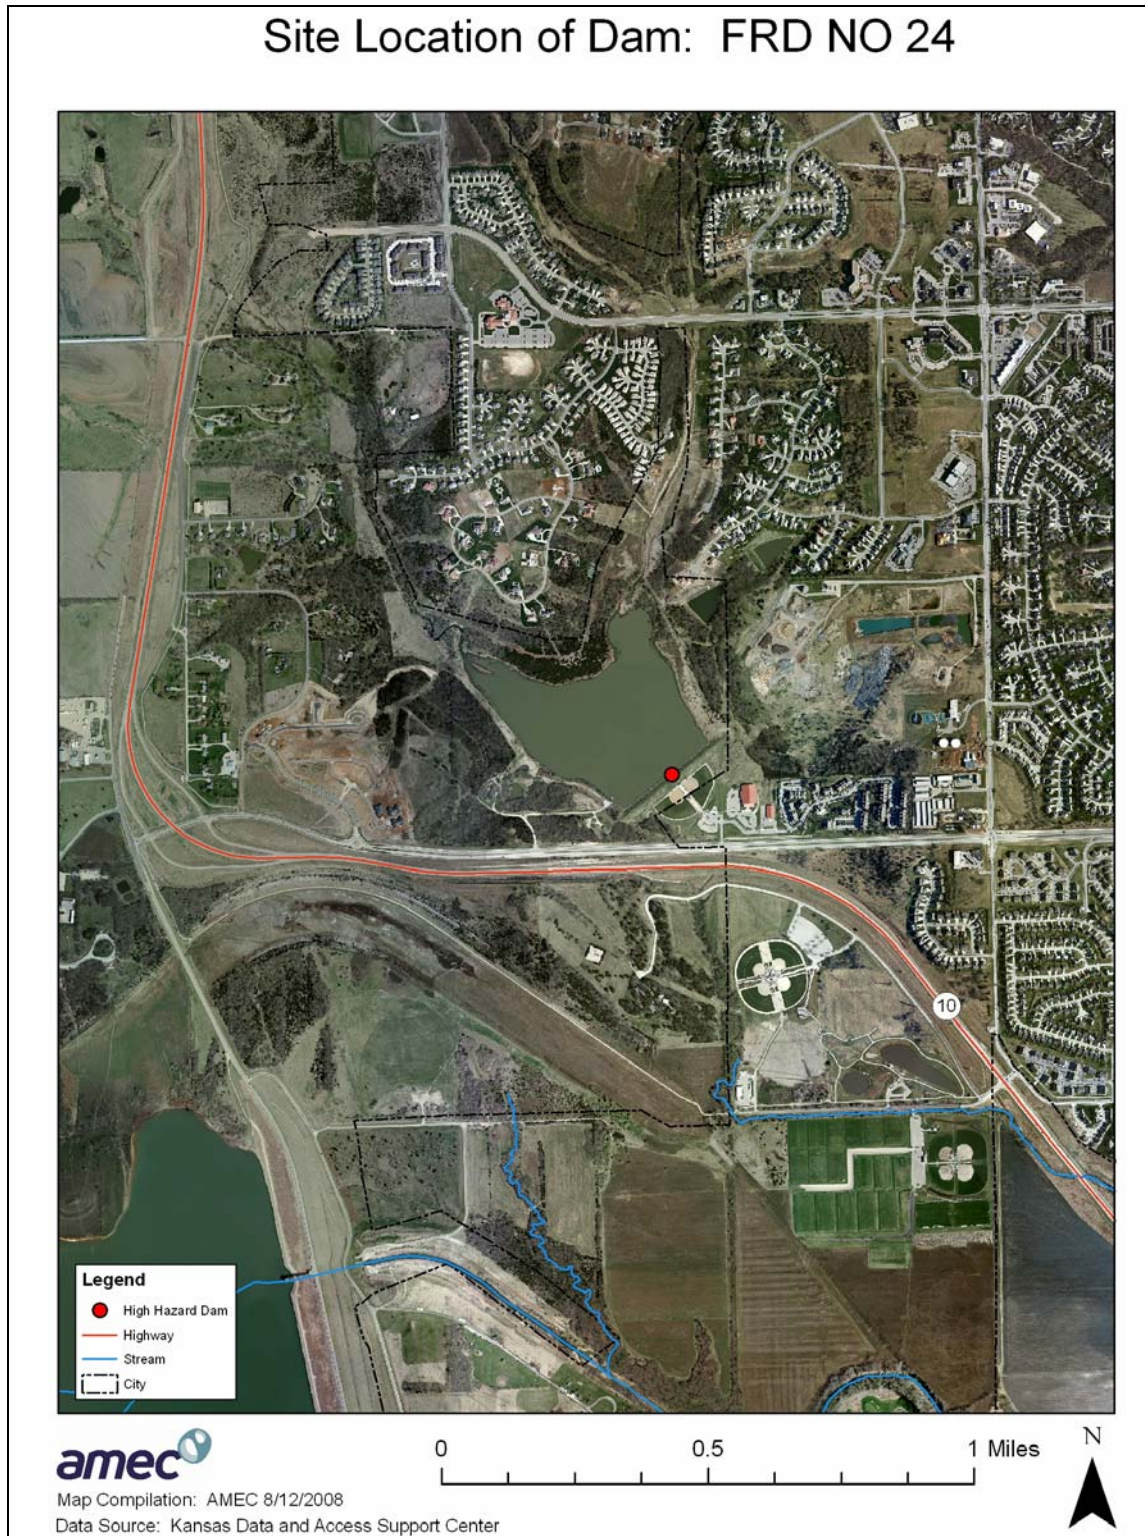 Site Location of Dam: FRD NO 24
10
Legend
High Hazard Dam
Highway
Stream
City
amec
0 0.5 1 Miles
N
Map Compilation: AMEC 8/12/2008
Data Source: Kansas Data and Access Support Center